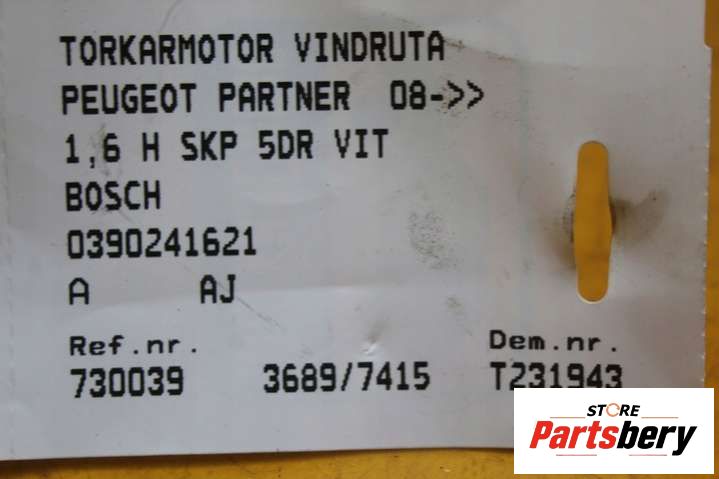 TORKARMOTOR VINDRUTA
PEUGEOT PARTNER 08->>
1,6 H SKP 5DR VIT
BOSCH
0390241621
A AJ
Ref.nr. Dem.nr.
730039 3689/7415 T231943
STORE
Partsbery